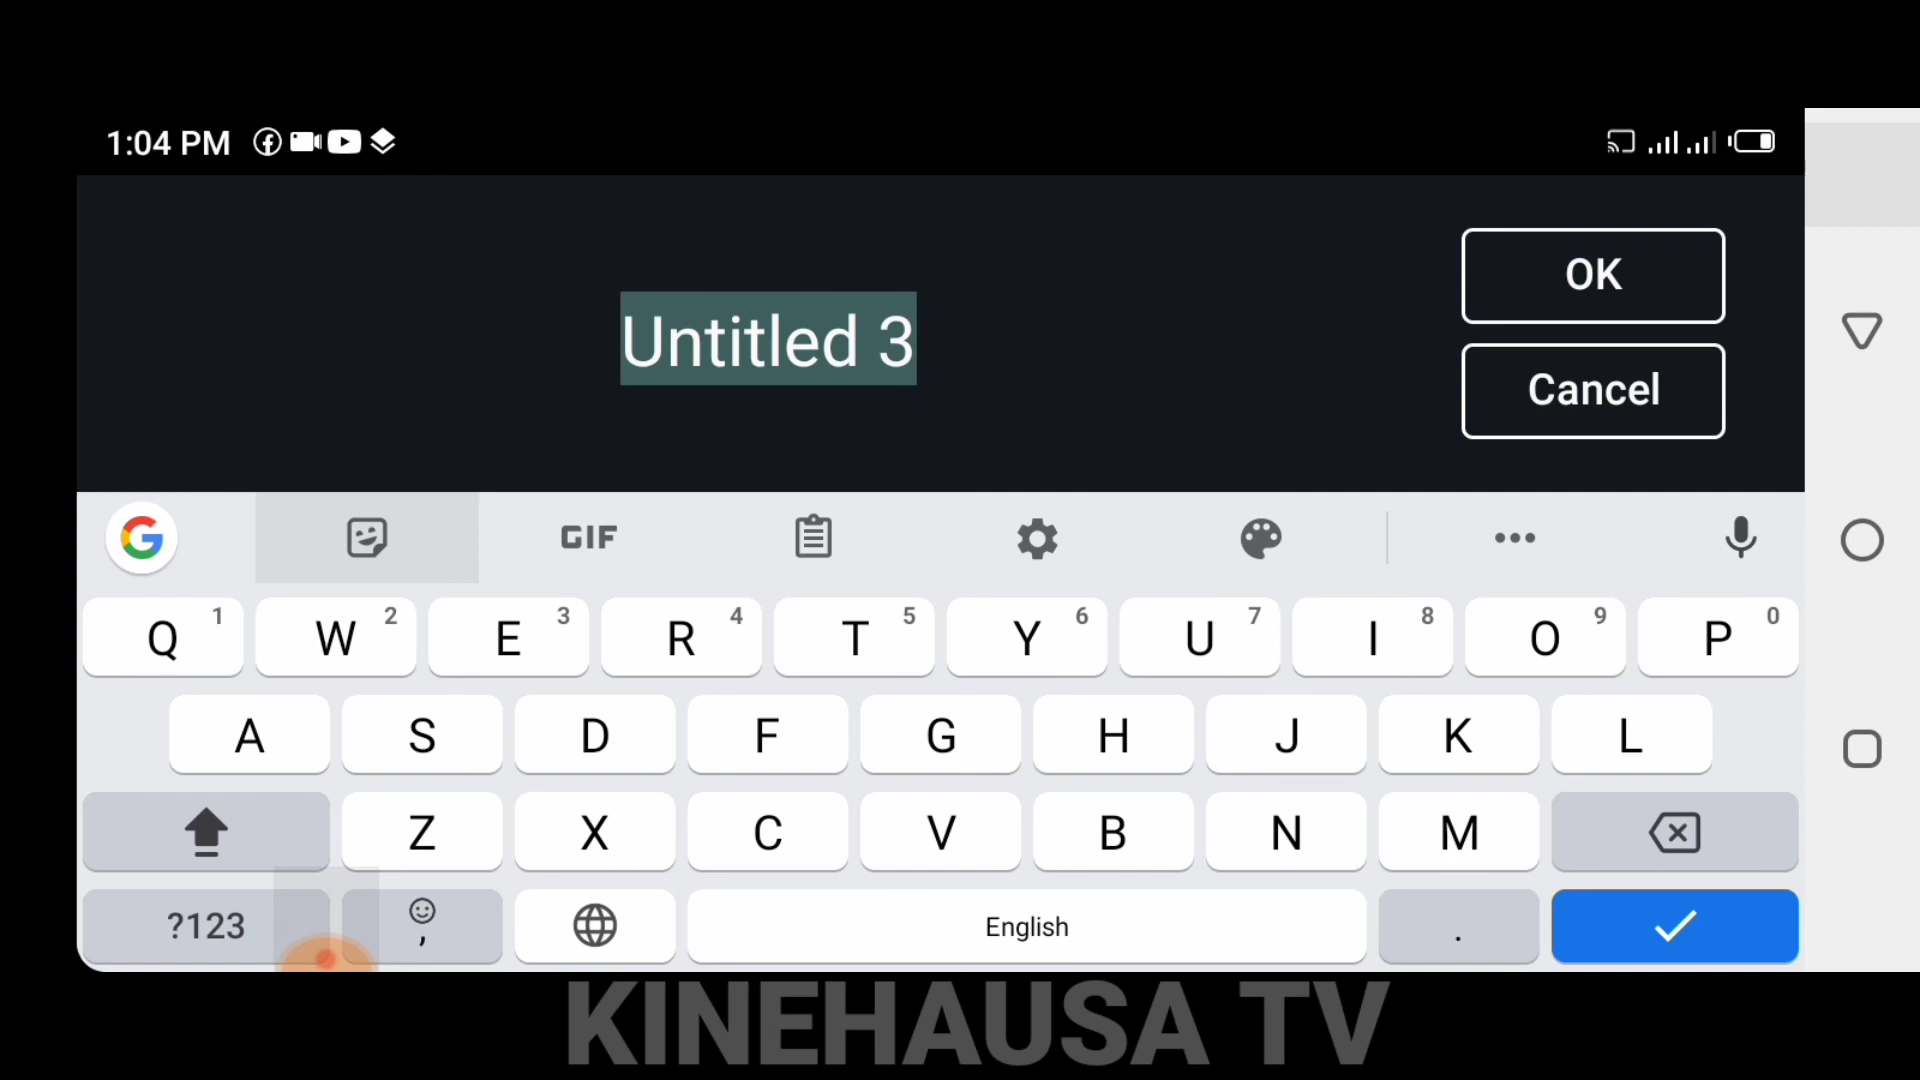 1:04 PM
OK
Untitled 3
Cancel
G GIF
Q 1 W 2 E 3 R 4 T 5 Y 6 U 7 I 8 O 9 P 0
A S D F G H J K L
Z X C V B N M
?123 , English .
KINEHAUSA TV